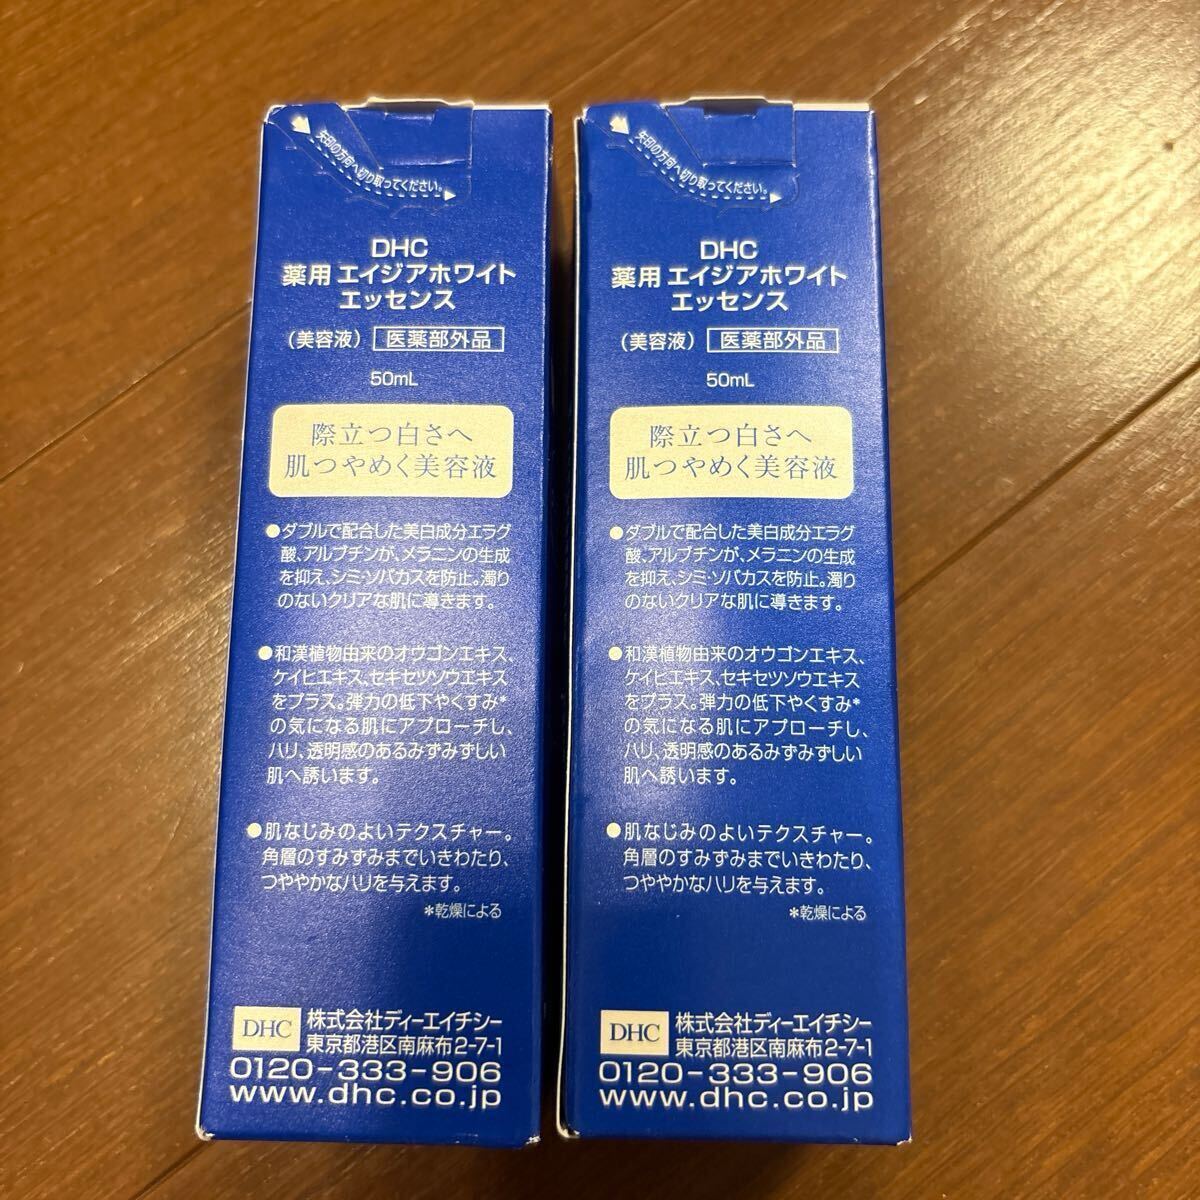 矢印の方向へ切り取ってください。
DHC
薬用 エイジアホワイト
エッセンス
（美容液） 医薬部外品
50mL
際立つ白さへ
肌つやめく美容液
●ダブルで配合した美白成分エラグ
酸、アルブチンが、メラニンの生成
を抑え、シミ・ソバカスを防止。濁り
のないクリアな肌に導きます。
●和漢植物由来のオウゴンエキス、
ケイヒエキス、セキセツソウエキス
をプラス。弾力の低下やくすみ*
の気になる肌にアプローチし、
ハリ、透明感のあるみずみずしい
肌へ誘います。
●肌なじみのよいテクスチャー。
角層のすみずみまでいきわたり、
つややかなハリを与えます。
*乾燥による
DHC 株式会社ディーエイチシー
東京都港区南麻布2-7-1
0120-333-906
www.dhc.co.jp
矢印の方向へ切り取ってください。
DHC
薬用 エイジアホワイト
エッセンス
（美容液） 医薬部外品
50mL
際立つ白さへ
肌つやめく美容液
●ダブルで配合した美白成分エラグ
酸、アルブチンが、メラニンの生成
を抑え、シミ・ソバカスを防止。濁り
のないクリアな肌に導きます。
●和漢植物由来のオウゴンエキス、
ケイヒエキス、セキセツソウエキス
をプラス。弾力の低下やくすみ*
の気になる肌にアプローチし、
ハリ、透明感のあるみずみずしい
肌へ誘います。
●肌なじみのよいテクスチャー。
角層のすみずみまでいきわたり、
つややかなハリを与えます。
*乾燥による
DHC 株式会社ディーエイチシー
東京都港区南麻布2-7-1
0120-333-906
www.dhc.co.jp